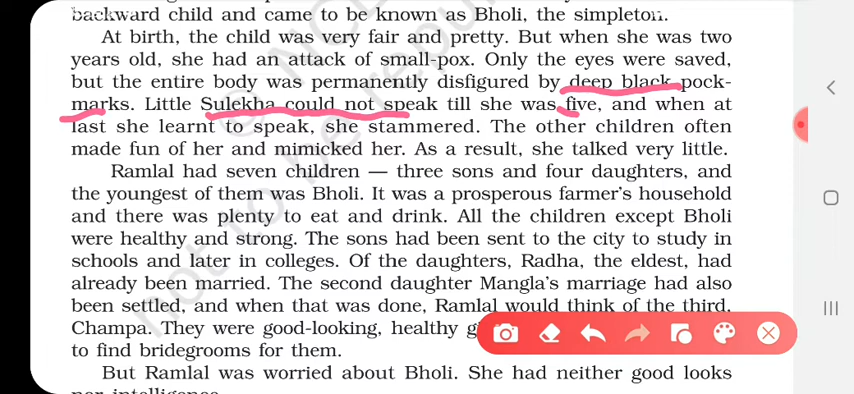 backward child and came to be known as Bholi, the simpleton.
At birth, the child was very fair and pretty. But when she was two
years old, she had an attack of small-pox. Only the eyes were saved,
but the entire body was permanently disfigured by deep black pock-
marks. Little Sulekha could not speak till she was five, and when at
last she learnt to speak, she stammered. The other children often
made fun of her and mimicked her. As a result, she talked very little.
Ramlal had seven children — three sons and four daughters, and
the youngest of them was Bholi. It was a prosperous farmer's household
and there was plenty to eat and drink. All the children except Bholi
were healthy and strong. The sons had been sent to the city to study in
schools and later in colleges. Of the daughters, Radha, the eldest, had
already been married. The second daughter Mangla's marriage had also
been settled, and when that was done, Ramlal would think of the third,
Champa. They were good-looking, healthy
to find bridegrooms for them.
But Ramlal was worried about Bholi. She had neither good looks
nor intelligence.
not to be republ
© NCE